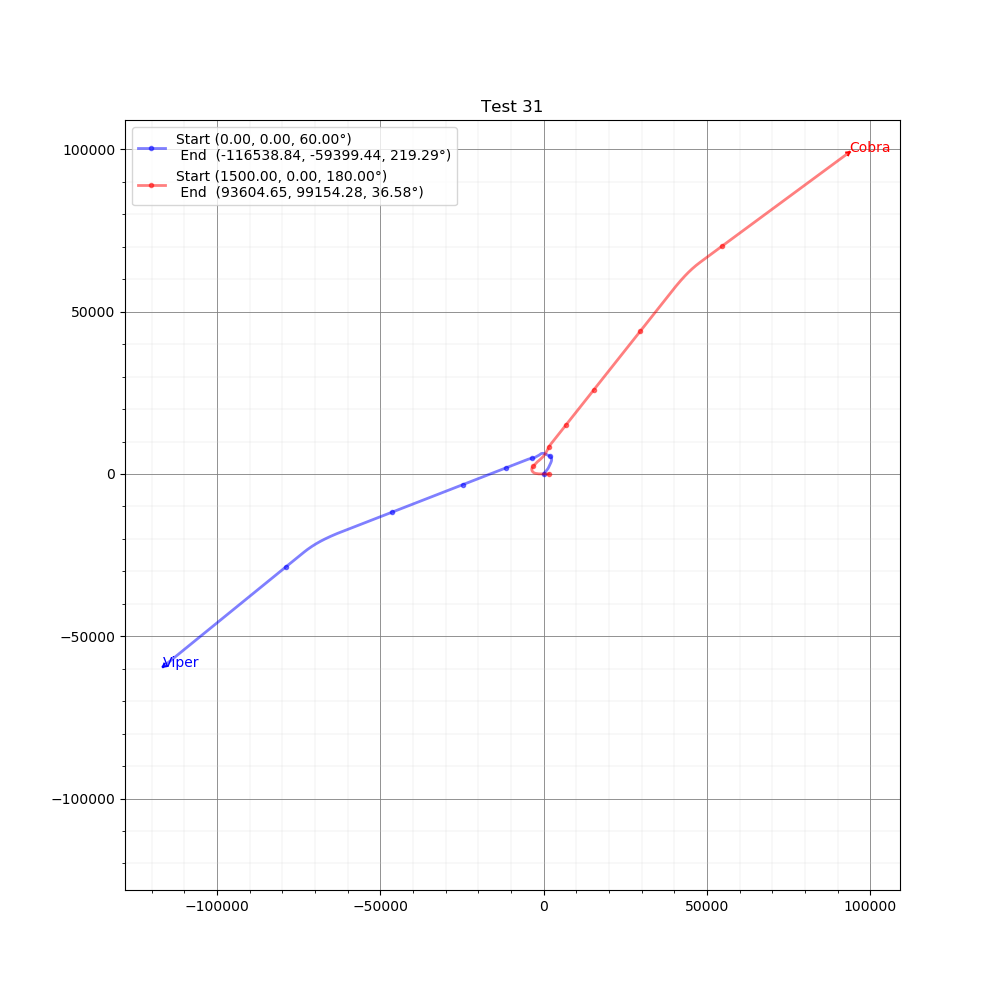 Test 31
Start (0.00, 0.00, 60.00°)
End (-116538.84, -59399.44, 219.29°)
Start (1500.00, 0.00, 180.00°)
End (93604.65, 99154.28, 36.58°)
Cobra
Viper
100000
50000
0
−50000
−100000
−100000
−50000
0
50000
100000